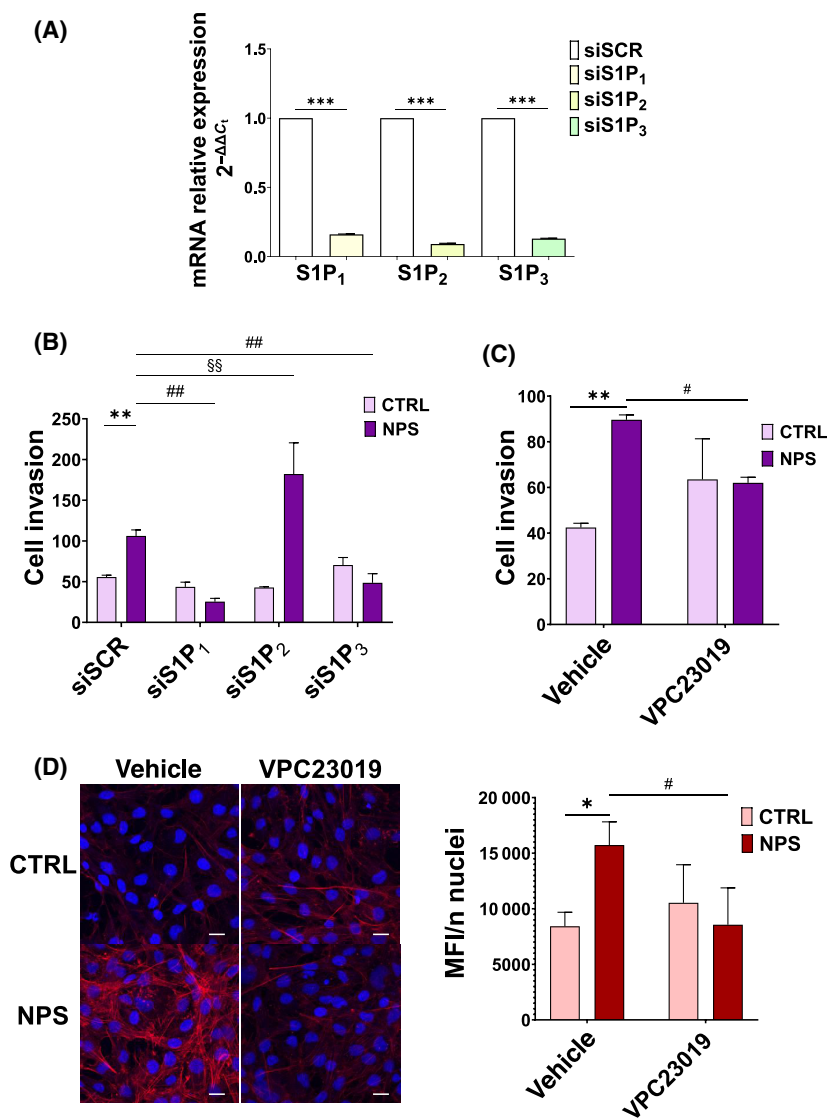 (A)
mRNA relative expression
2−ΔΔCt
1.5
1.0
0.5
0.0
*** *** ***
S1P1 S1P2 S1P3
siSCR
siS1P1
siS1P2
siS1P3
(B)
##
§§
##
**
CTRL
NPS
Cell invasion
250
200
150
100
50
0
siSCR siS1P1 siS1P2 siS1P3
(C)
** #
CTRL
NPS
Cell invasion
100
80
60
40
20
0
Vehicle VPC23019
(D)
Vehicle VPC23019
CTRL
NPS
* #
CTRL
NPS
MFI/n nuclei
20 000
15 000
10 000
5000
0
Vehicle VPC23019